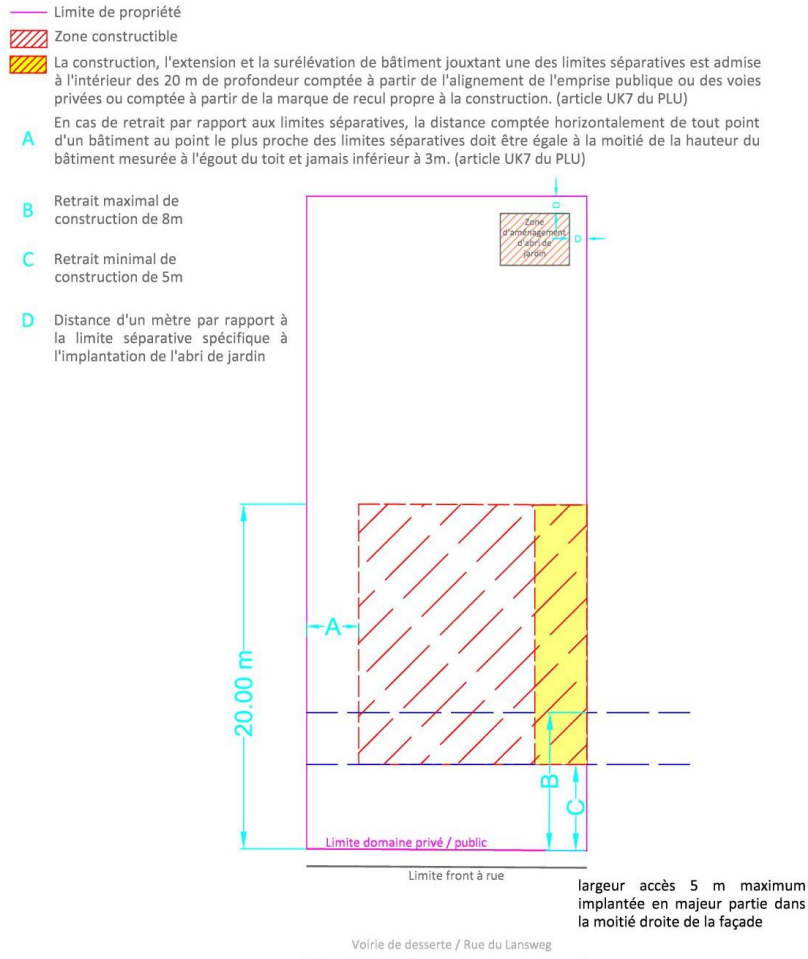 Limite de propriété
Zone constructible
La construction, l'extension et la surélévation de bâtiment jouxtant une des limites séparatives est admise
à l'intérieur des 20 m de profondeur comptée à partir de l'alignement de l'emprise publique ou des voies
privées ou comptée à partir de la marque de recul propre à la construction. (article UK7 du PLU)
A
En cas de retrait par rapport aux limites séparatives, la distance comptée horizontalement de tout point
d'un bâtiment au point le plus proche des limites séparatives doit être égale à la moitié de la hauteur du
bâtiment mesurée à l'égout du toit et jamais inférieur à 3m. (article UK7 du PLU)
B
Retrait maximal de
construction de 8m
C
Retrait minimal de
construction de 5m
D
Distance d'un mètre par rapport à
la limite séparative spécifique à
l'implantation de l'abri de jardin
D
Zone
d'aménagement
d'abri de
jardin
D
A
20.00 m
B
C
Limite domaine privé / public
Limite front à rue
largeur accès 5 m maximum
implantée en majeur partie dans
la moitié droite de la façade
Voirie de desserte / Rue du Lansweg